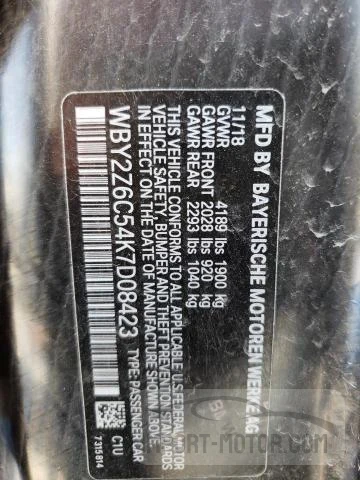 MFD BY BAYERISCHE MOTOREN WERKE AG
11/18
GVWR 4189 lbs 1900 kg
GAWR FRONT 2028 lbs 920 kg
GAWR REAR 2293 lbs 1040 kg
THIS VEHICLE CONFORMS TO ALL APPLICABLE U.S. FEDERAL MOTOR
VEHICLE SAFETY, BUMPER AND THEFT PREVENTION STANDARDS
IN EFFECT ON THE DATE OF MANUFACTURE SHOWN ABOVE.
WBY2Z6C54K7D08423 TYPE: PASSENGER CAR
C1U
7315814